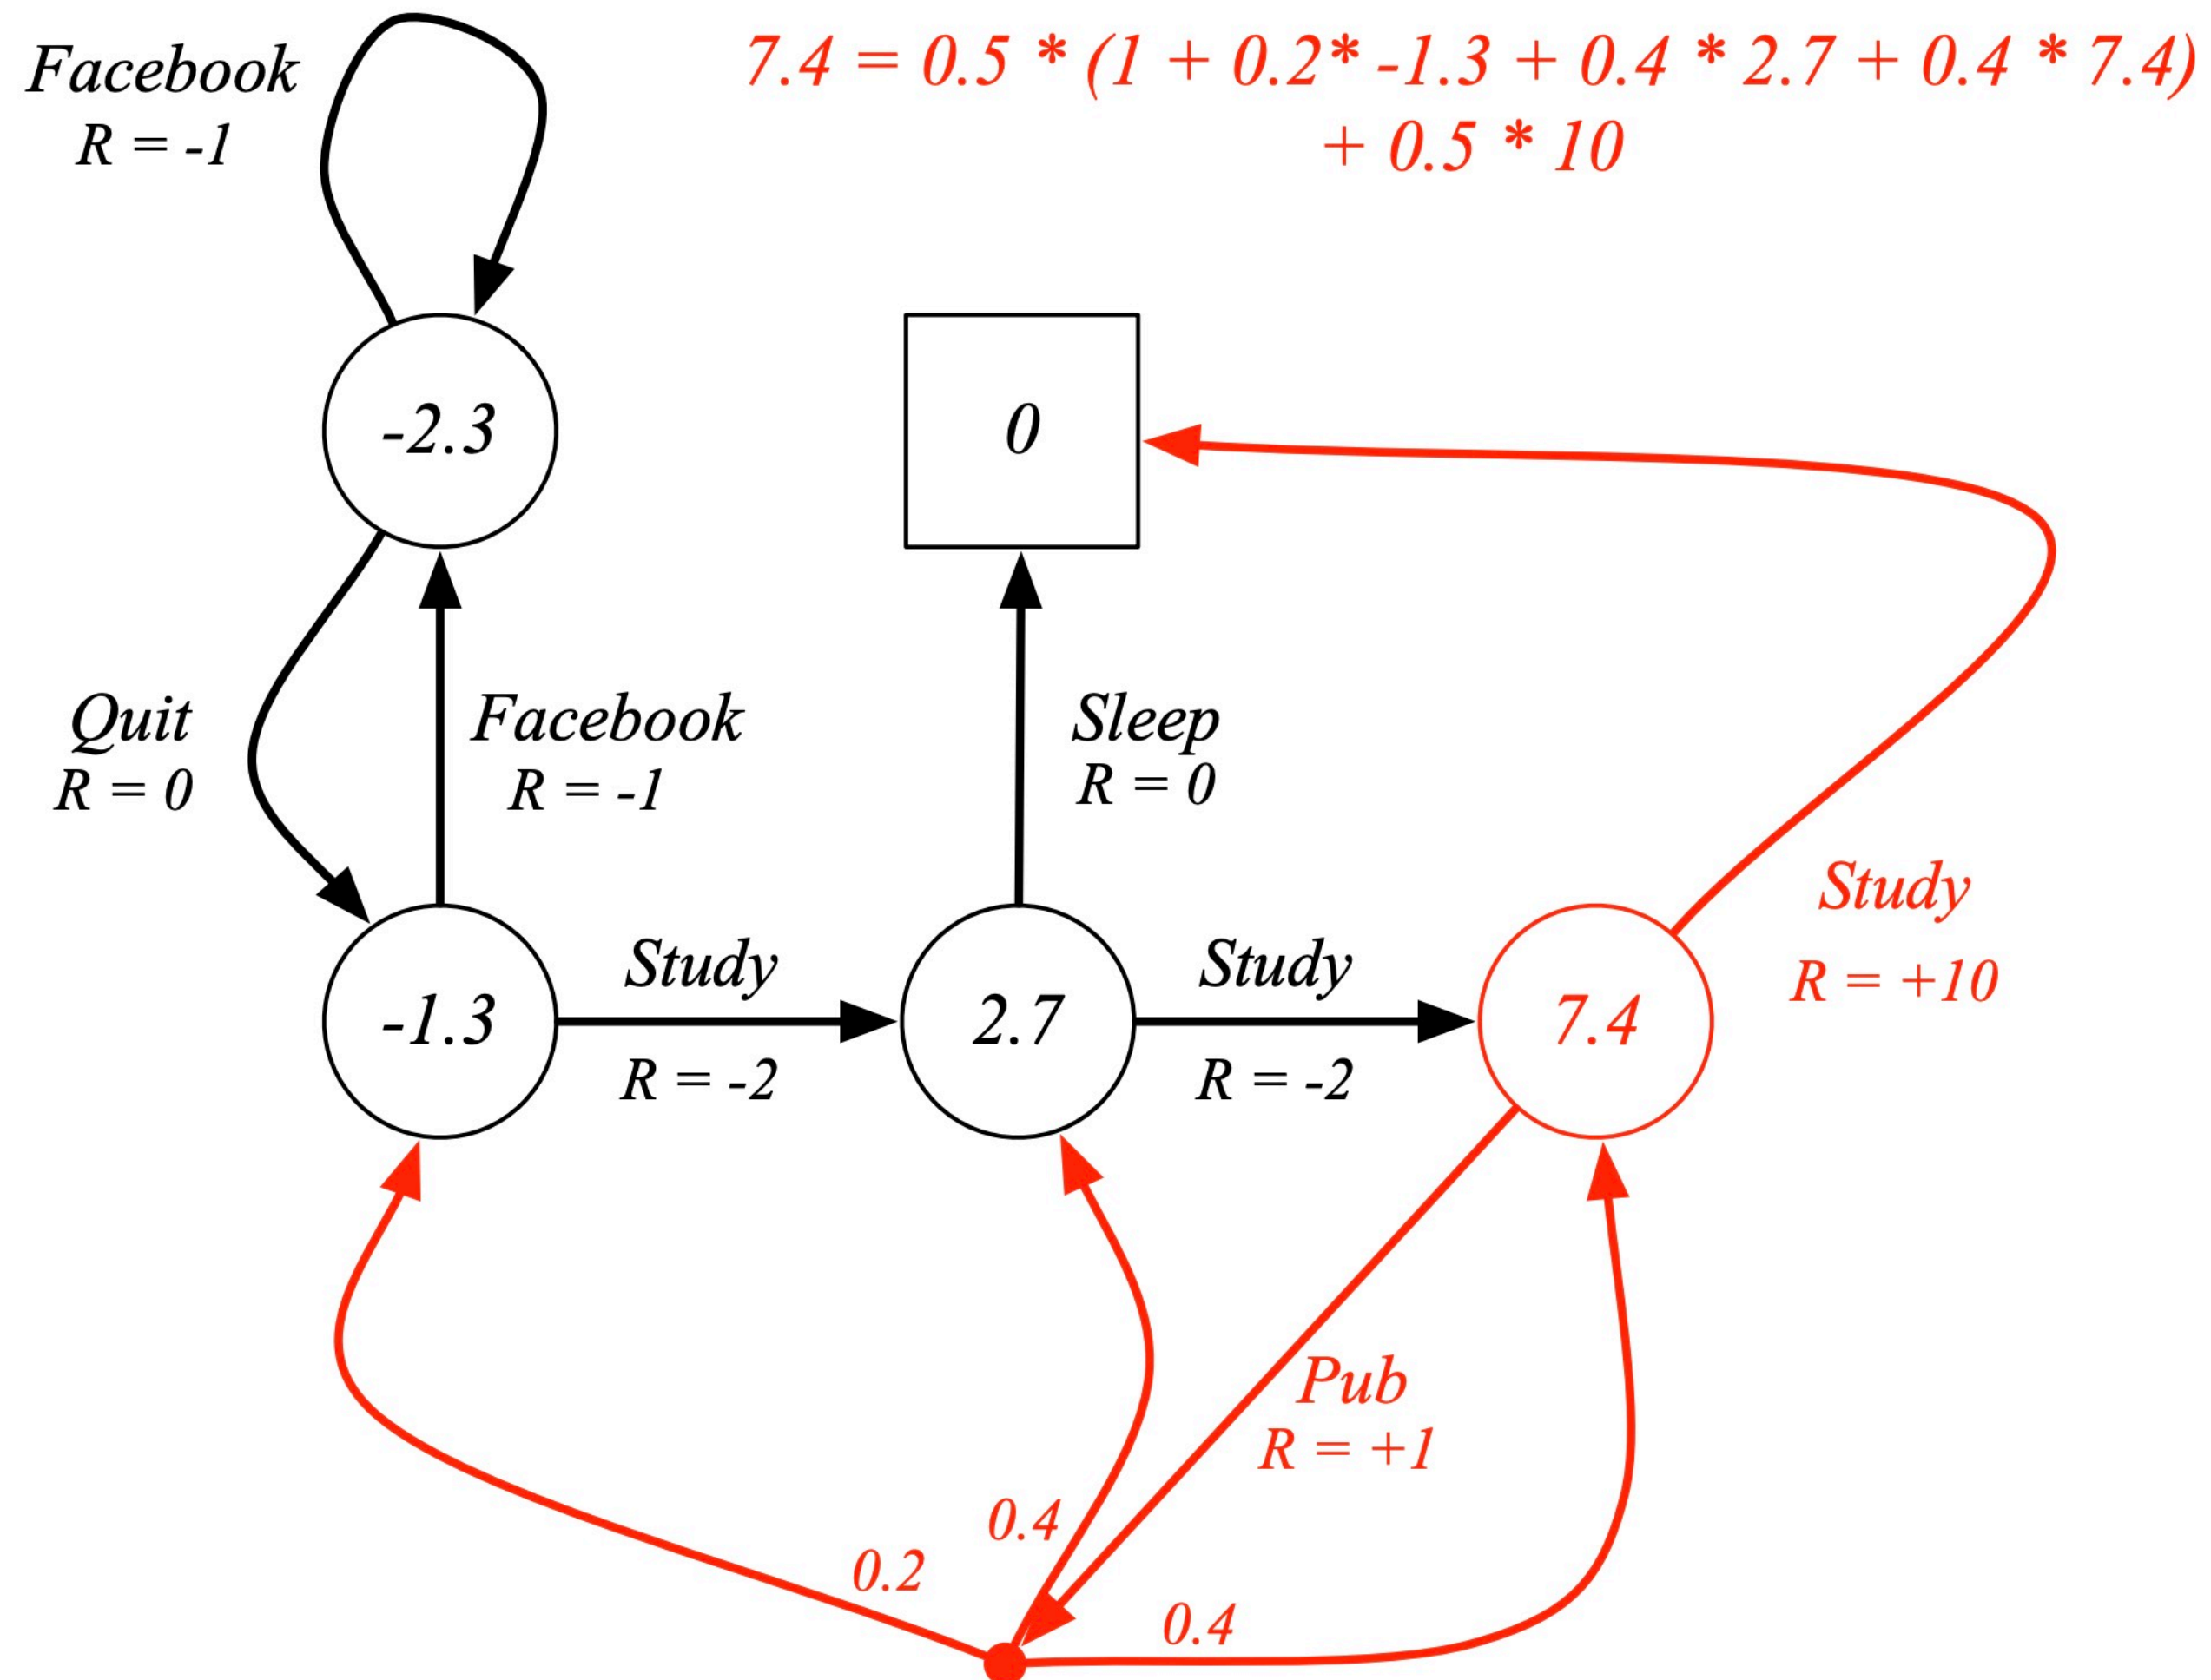 Facebook
R = -1
7.4 = 0.5 * (1 + 0.2* -1.3 + 0.4 * 2.7 + 0.4 * 7.4)
+ 0.5 * 10
-2.3
0
Quit
R = 0
Facebook
R = -1
Sleep
R = 0
Study
R = +10
-1.3
Study
R = -2
2.7
Study
R = -2
7.4
Pub
R = +1
0.4
0.2
0.4